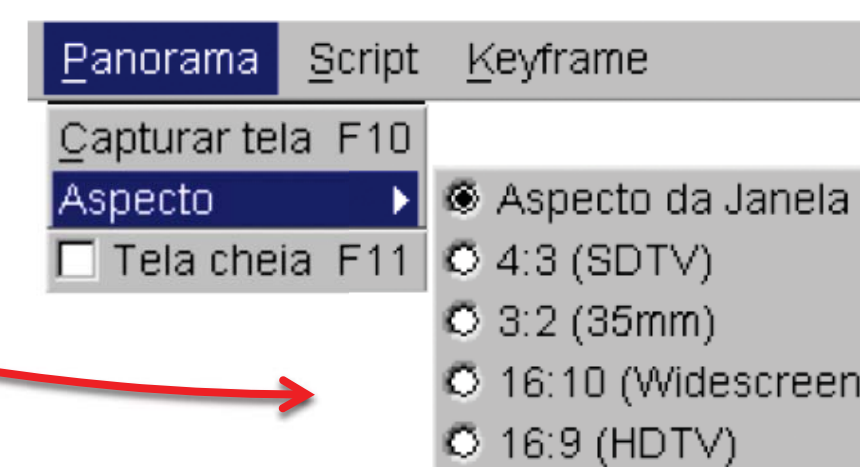 Panorama Script Keyframe
Capturar tela F10
Aspecto
Tela cheia F11
Aspecto da Janela
4:3 (SDTV)
3:2 (35mm)
16:10 (Widescreen
16:9 (HDTV)